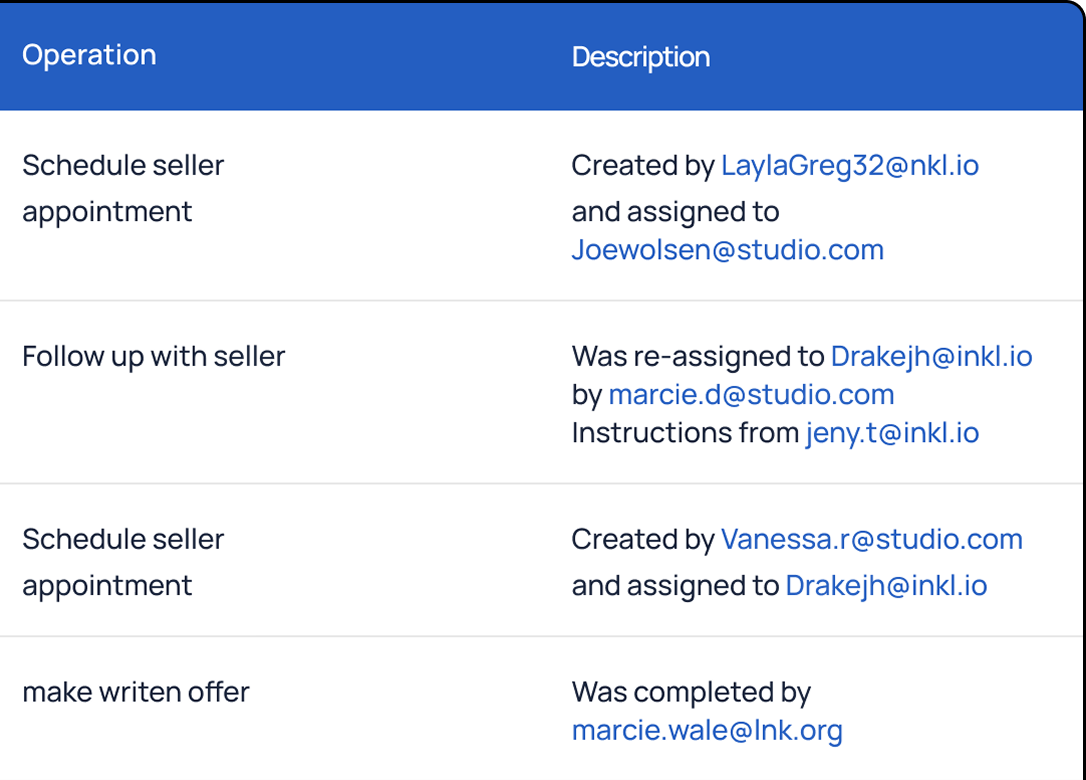 Operation Description
Schedule seller
appointment
Created by LaylaGreg32@nkl.io
and assigned to
Joewolsen@studio.com
Follow up with seller
Was re-assigned to Drakejh@inkl.io
by marcie.d@studio.com
Instructions from jeny.t@inkl.io
Schedule seller
appointment
Created by Vanessa.r@studio.com
and assigned to Drakejh@inkl.io
make writen offer
Was completed by
marcie.wale@lnk.org